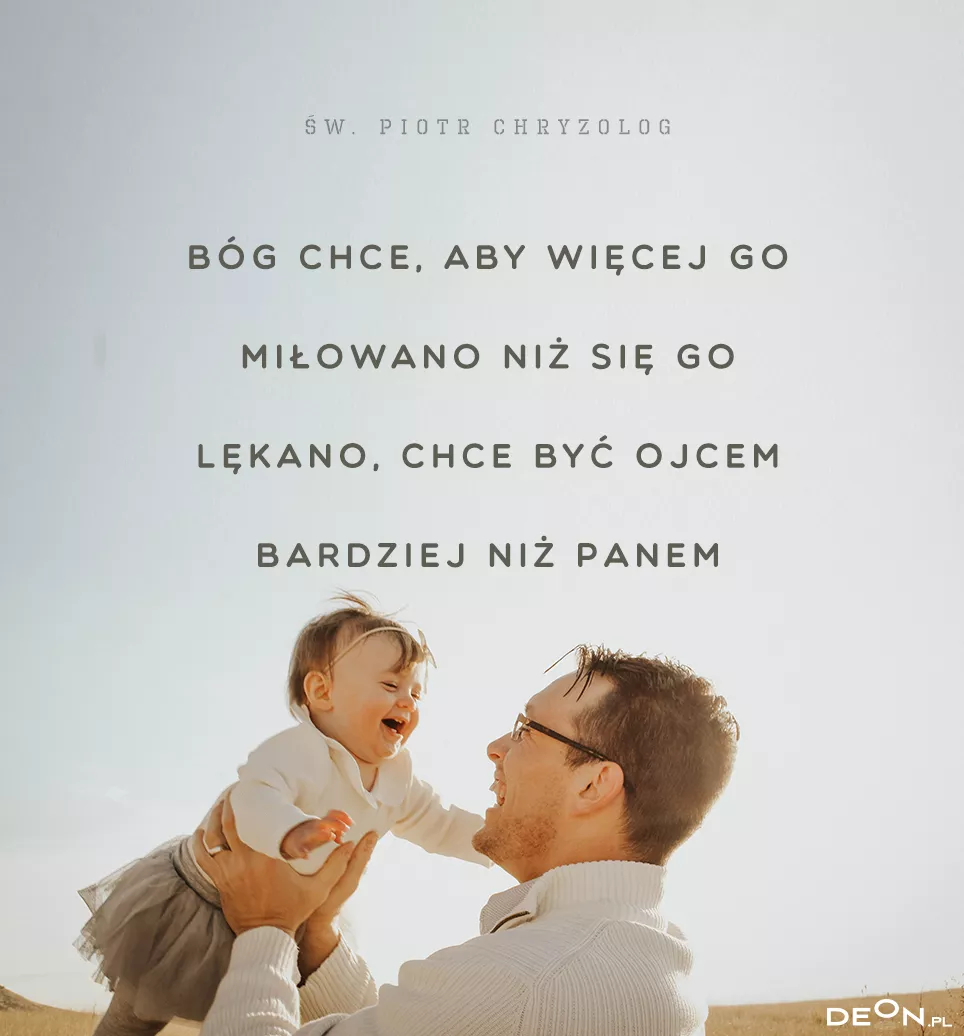 ŚW. PIOTR CHRYZOLOG
BÓG CHCE, ABY WIĘCEJ GO
MIŁOWANO NIŻ SIĘ GO
LĘKANO, CHCE BYĆ OJCEM
BARDZIEJ NIŻ PANEM
DEON.PL